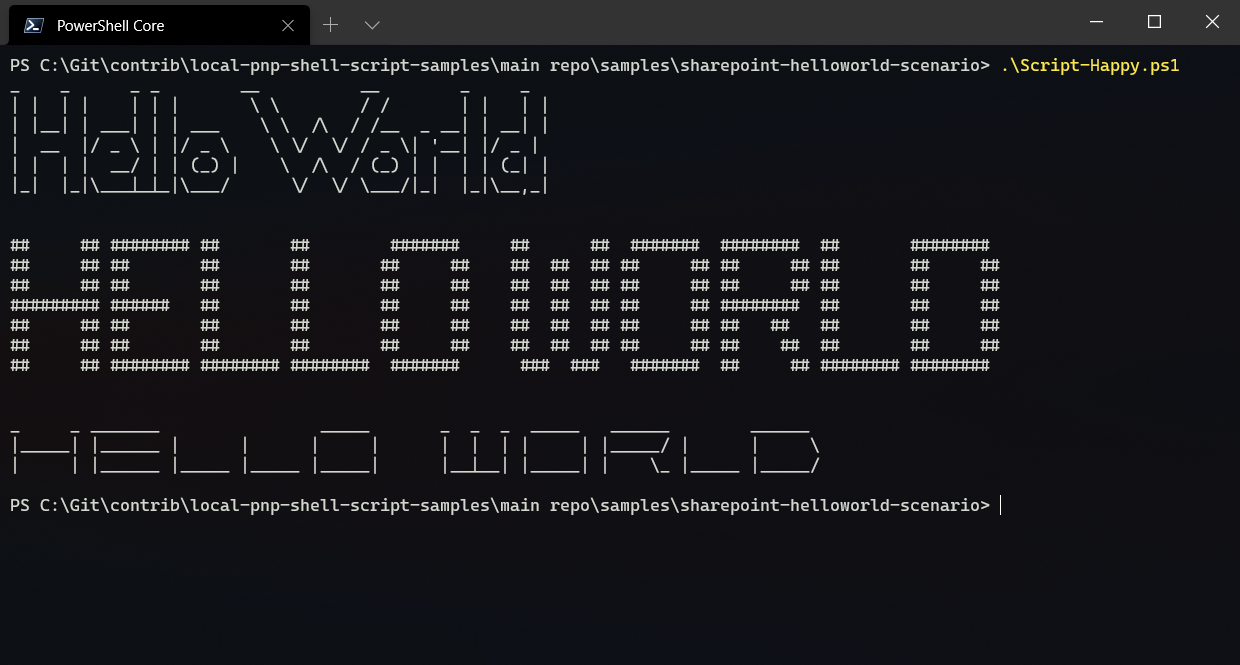 PowerShell Core
PS C:\Git\contrib\local-pnp-shell-script-samples\main repo\samples\sharepoint-helloworld-scenario> .\Script-Happy.ps1
Hello World
HELLO WORLD
HELLO WORLD
PS C:\Git\contrib\local-pnp-shell-script-samples\main repo\samples\sharepoint-helloworld-scenario>